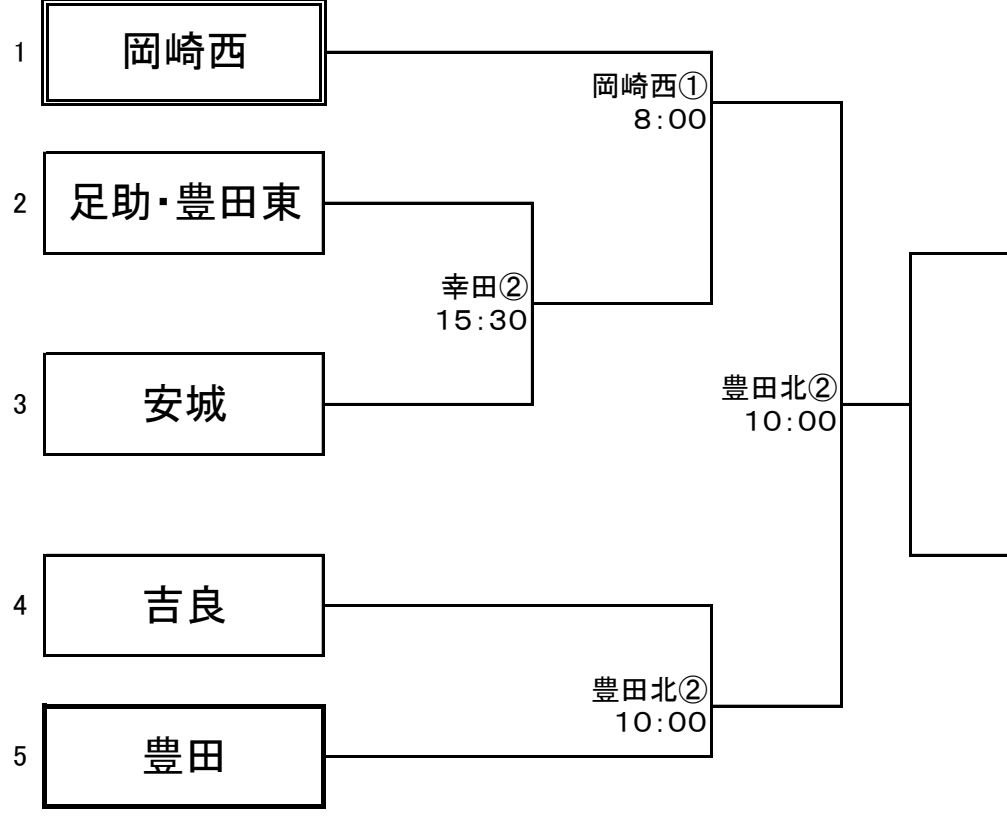 1 岡崎西
岡崎西①
8:00
2 足助・豊田東
幸田②
15:30
3 安城
豊田北②
10:00
4 吉良
豊田北②
10:00
5 豊田